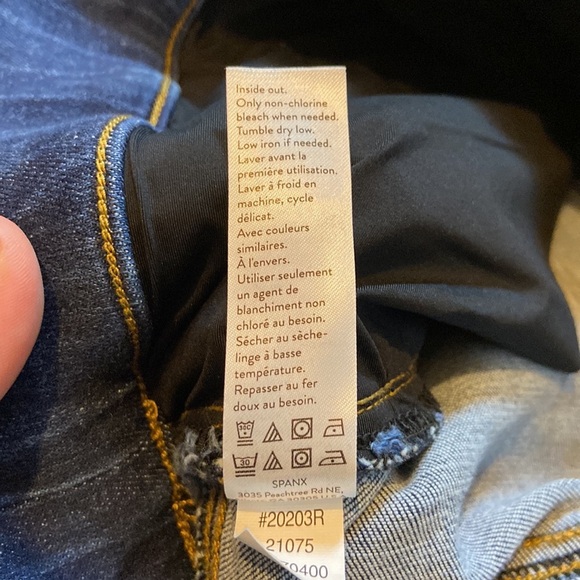 Inside out.
Only non-chlorine
bleach when needed.
Tumble dry low.
Low iron if needed.
Laver avant la
première utilisation.
Laver à froid en
machine, cycle
délicat.
Avec couleurs
similaires.
À l'envers.
Utiliser seulement
un agent de
blanchiment non
chloré au besoin.
Sécher au sèche-
linge à basse
température.
Repasser au fer
doux au besoin.
30C
30
SPANX
3035 Peachtree Rd NE,
#20203R
21075
0400